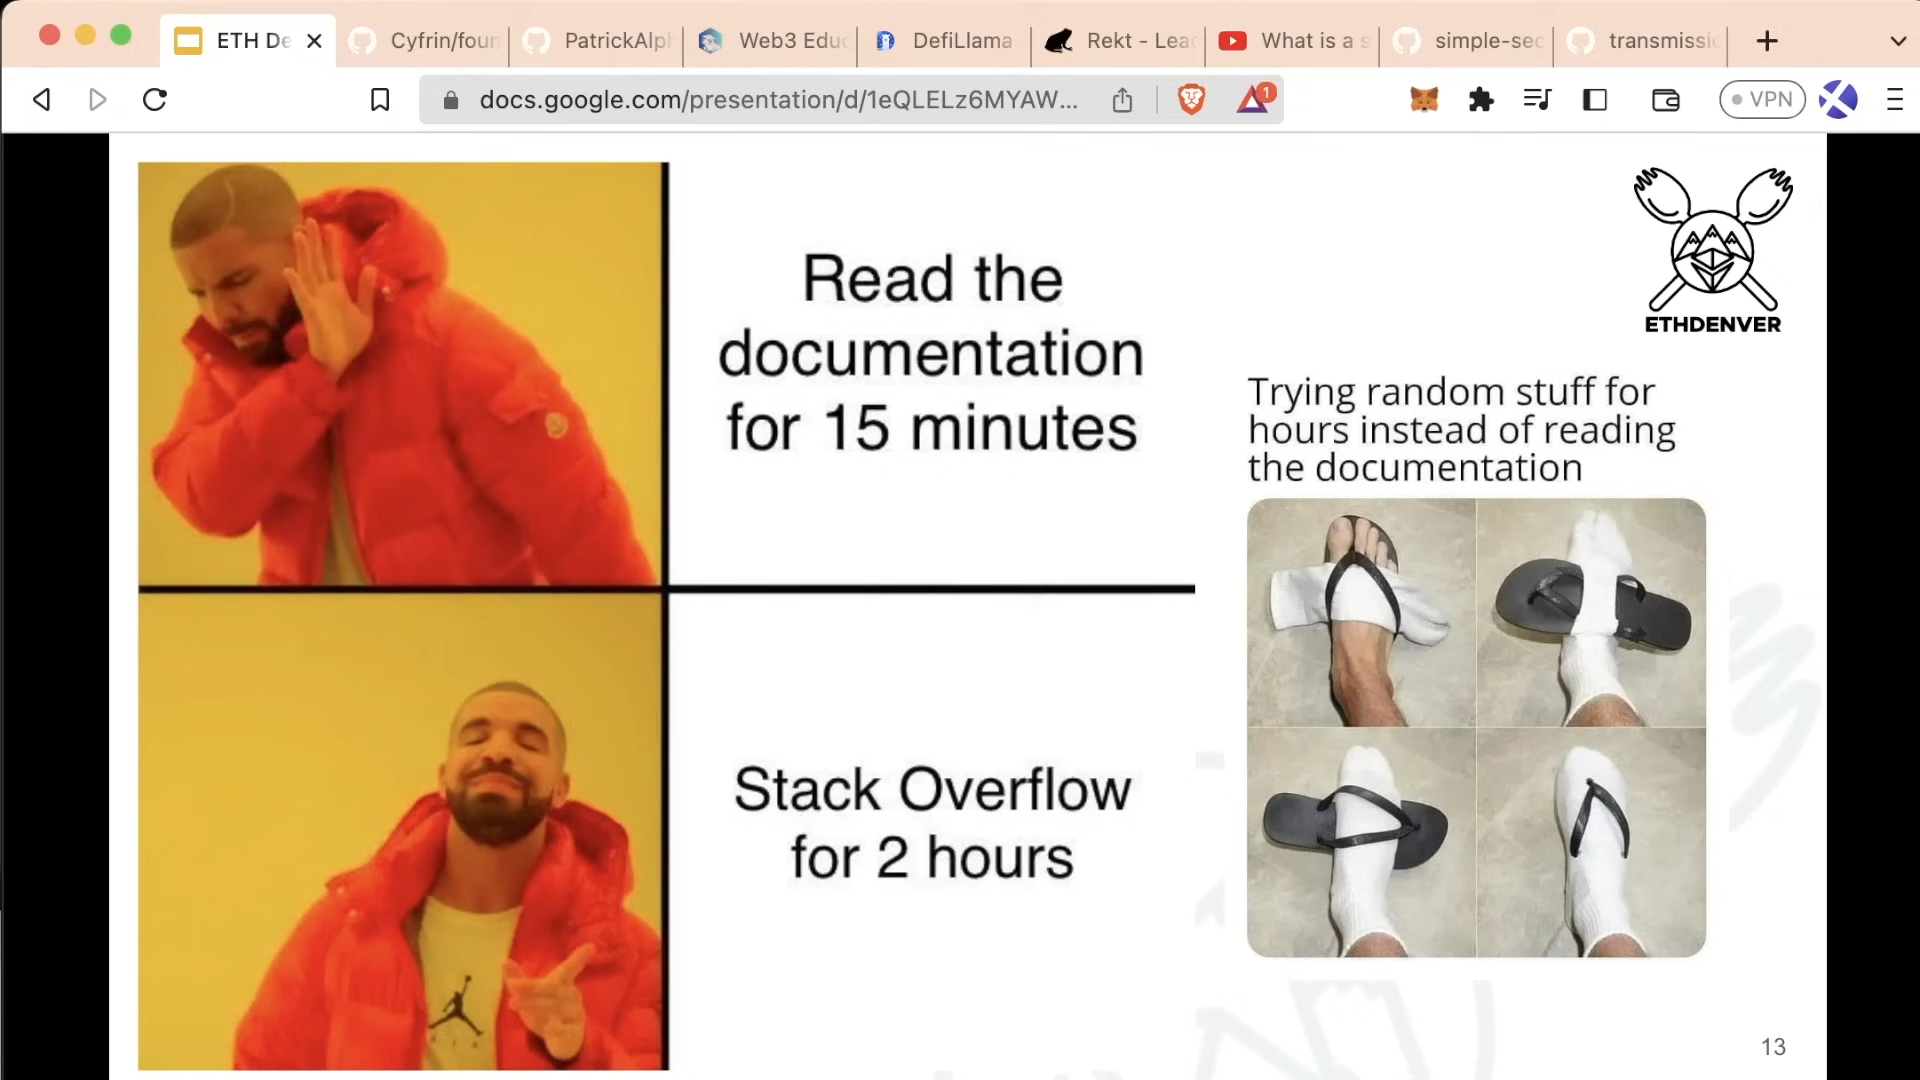 ETH De
Cyfrin/foun
PatrickAlph
Web3 Educ
DefiLlama
Rekt - Lea
What is a s
simple-sec
transmissi
docs.google.com/presentation/d/1eQLELz6MYAW...
1
VPN
Read the
documentation
for 15 minutes
ETHDENVER
Trying random stuff for
hours instead of reading
the documentation
Stack Overflow
for 2 hours
13